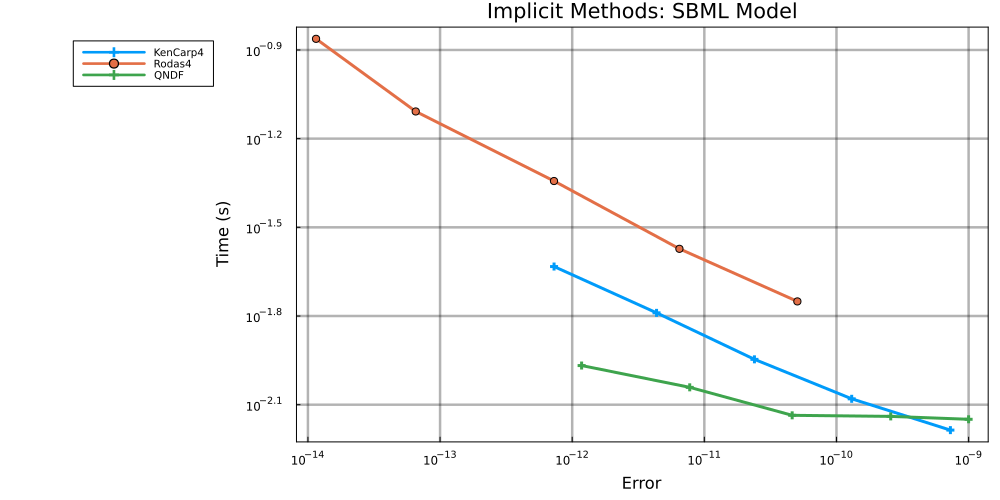 Implicit Methods: SBML Model
KenCarp4
Rodas4
QNDF
Time (s)
10^−0.9
10^−1.2
10^−1.5
10^−1.8
10^−2.1
10^−14 10^−13 10^−12 10^−11 10^−10 10^−9
Error